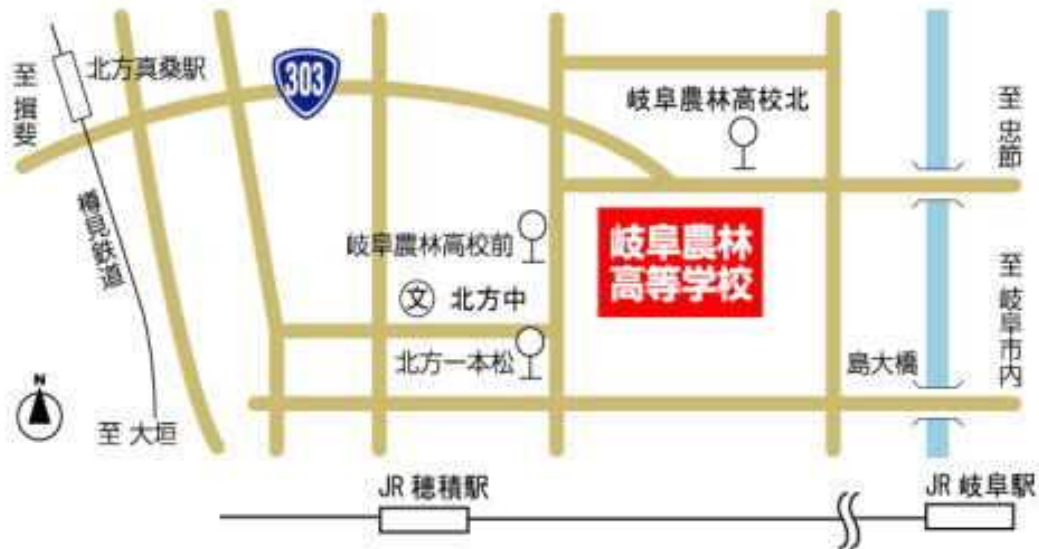 至 揖斐
北方真桑駅
303
岐阜農林高校北
至 忠節
樽見鉄道
岐阜農林高校前
岐阜農林
高等学校
文 北方中
北方一本松
島大橋
至 岐阜市内
N
至 大垣
JR 穂積駅
JR 岐阜駅